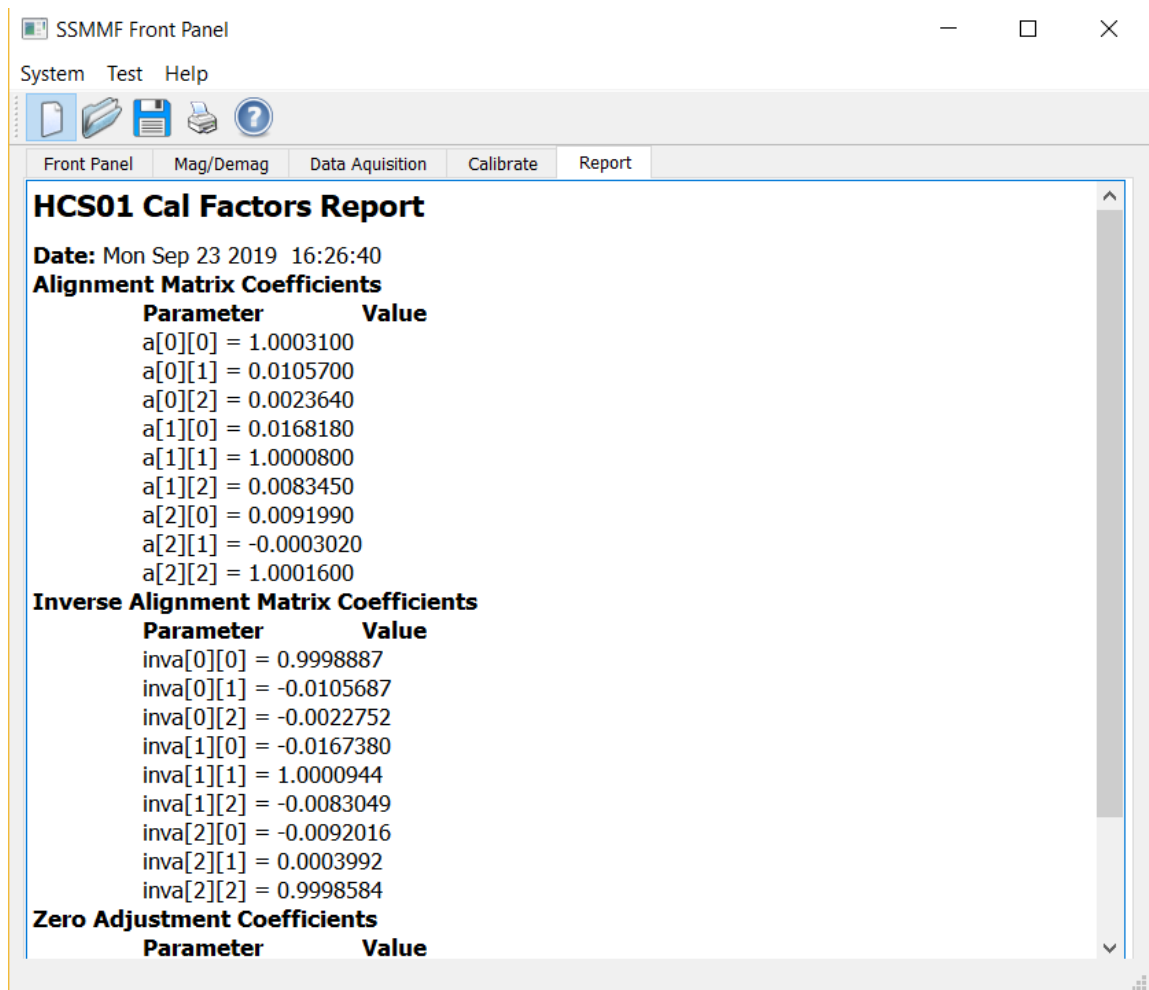 SSMMF Front Panel
System Test Help
Front Panel Mag/Demag Data Aquisition Calibrate Report
HCS01 Cal Factors Report
Date: Mon Sep 23 2019 16:26:40
Alignment Matrix Coefficients
Parameter Value
a[0][0] = 1.0003100
a[0][1] = 0.0105700
a[0][2] = 0.0023640
a[1][0] = 0.0168180
a[1][1] = 1.0000800
a[1][2] = 0.0083450
a[2][0] = 0.0091990
a[2][1] = -0.0003020
a[2][2] = 1.0001600
Inverse Alignment Matrix Coefficients
Parameter Value
inva[0][0] = 0.9998887
inva[0][1] = -0.0105687
inva[0][2] = -0.0022752
inva[1][0] = -0.0167380
inva[1][1] = 1.0000944
inva[1][2] = -0.0083049
inva[2][0] = -0.0092016
inva[2][1] = 0.0003992
inva[2][2] = 0.9998584
Zero Adjustment Coefficients
Parameter Value